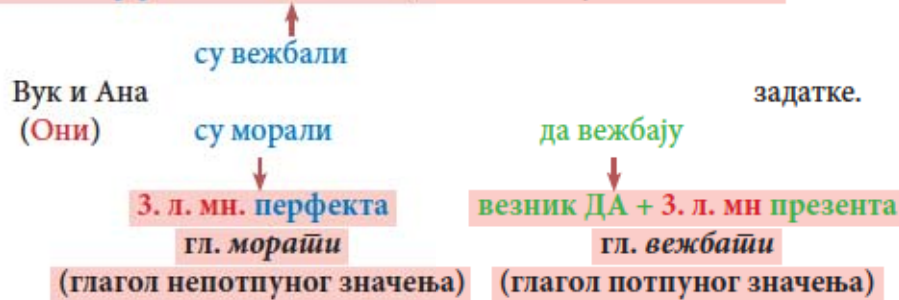 су вежбали
Вук и Ана задатке.
(Они) су морали да вежбају
3. л. мн. перфекта везник ДА + 3. л. мн презента
гл. морати гл. вежбати
(глагол непотпуног значења) (глагол потпуног значења)